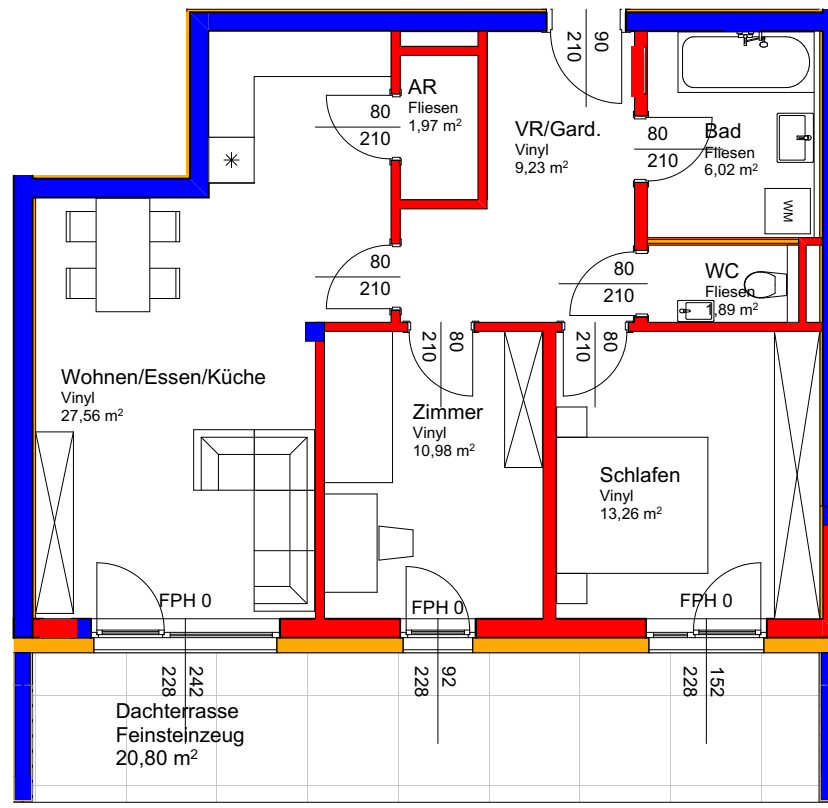 90
210
AR
Fliesen
1,97 m²
80
210
VR/Gard.
Vinyl
9,23 m²
80
210
Bad
Fliesen
6,02 m²
WM
80
210
80
210
WC
Fliesen
1,89 m²
80
210
80
210
Wohnen/Essen/Küche
Vinyl
27,56 m²
Zimmer
Vinyl
10,98 m²
Schlafen
Vinyl
13,26 m²
FPH 0
FPH 0
FPH 0
242
228
92
228
152
228
Dachterrasse
Feinsteinzeug
20,80 m²